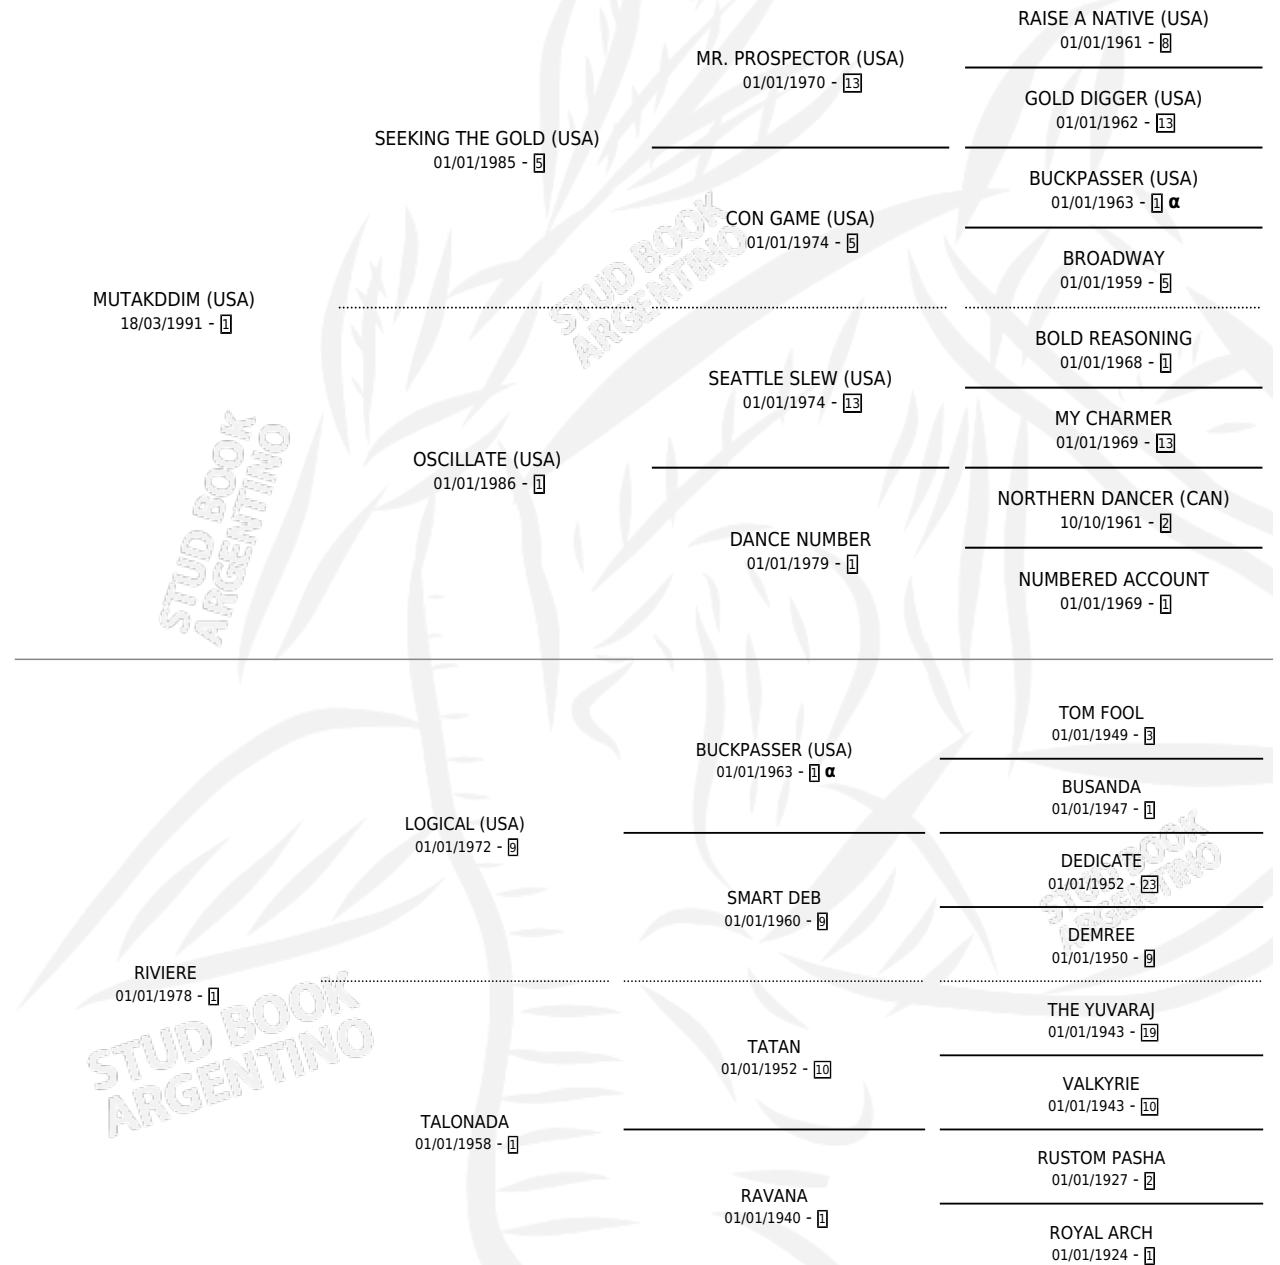 RAISE A NATIVE (USA)
01/01/1961 - 8
MR. PROSPECTOR (USA)
01/01/1970 - 13
GOLD DIGGER (USA)
01/01/1962 - 13
SEEKING THE GOLD (USA)
01/01/1985 - 5
BUCKPASSER (USA)
01/01/1963 - 1 α
CON GAME (USA)
01/01/1974 - 5
BROADWAY
01/01/1959 - 5
STUD BOOK
ARGENTINO
MUTAKDDIM (USA)
18/03/1991 - 1
BOLD REASONING
01/01/1968 - 1
SEATTLE SLEW (USA)
01/01/1974 - 13
MY CHARMER
01/01/1969 - 13
OSCILLATE (USA)
01/01/1986 - 1
STUD BOOK
ARGENTINO
NORTHERN DANCER (CAN)
10/10/1961 - 2
DANCE NUMBER
01/01/1979 - 1
NUMBERED ACCOUNT
01/01/1969 - 1
TOM FOOL
01/01/1949 - 3
BUCKPASSER (USA)
01/01/1963 - 1 α
BUSANDA
01/01/1947 - 1
LOGICAL (USA)
01/01/1972 - 9
DEDICATE
01/01/1952 - 23
STUD BOOK
ARGENTINO
SMART DEB
01/01/1960 - 9
DEMREE
01/01/1950 - 9
RIVIERE
01/01/1978 - 1
THE YUVARAJ
01/01/1943 - 19
STUD BOOK
ARGENTINO
TATAN
01/01/1952 - 10
VALKYRIE
01/01/1943 - 10
TALONADA
01/01/1958 - 1
RUSTOM PASHA
01/01/1927 - 2
RAVANA
01/01/1940 - 1
ROYAL ARCH
01/01/1924 - 1